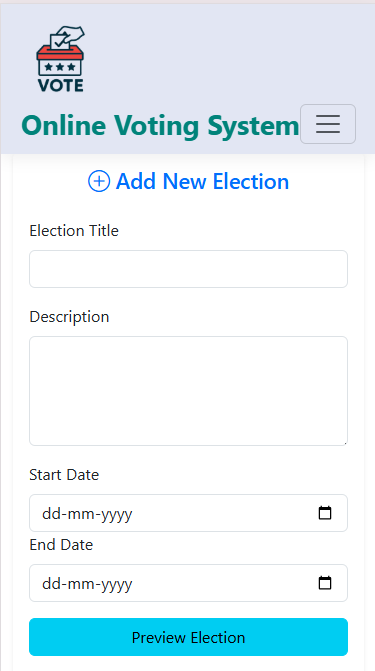 VOTE
Online Voting System
Add New Election
Election Title
Description
Start Date
dd-mm-yyyy
End Date
dd-mm-yyyy
Preview Election